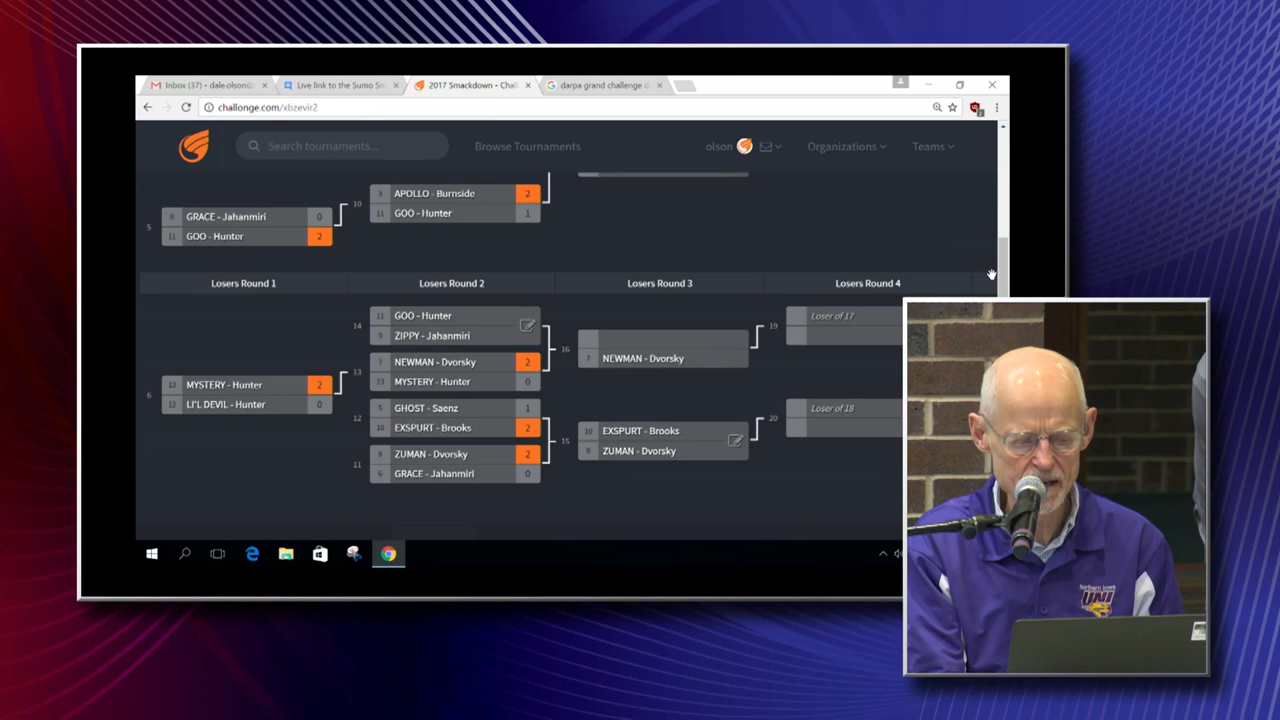 Inbox (37) - dale.olson@
Live link to the Sumo Sm
2017 Smackdown - Chal
darpa grand challenge d
challonge.com/xbzevir2
Search tournaments...
Browse Tournaments
olson
Organizations
Teams
5
6 GRACE - Jahanmiri 0
11 GOO - Hunter 2
10
3 APOLLO - Burnside 2
11 GOO - Hunter 1
Losers Round 1
Losers Round 2
Losers Round 3
Losers Round 4
6
13 MYSTERY - Hunter 2
12 LI'L DEVIL - Hunter 0
14
11 GOO - Hunter
9 ZIPPY - Jahanmiri
13
7 NEWMAN - Dvorsky 2
13 MYSTERY - Hunter 0
12
5 GHOST - Saenz 1
10 EXSPURT - Brooks 2
11
8 ZUMAN - Dvorsky 2
6 GRACE - Jahanmiri 0
16
7 NEWMAN - Dvorsky
15
10 EXSPURT - Brooks
8 ZUMAN - Dvorsky
19
Loser of 17
20
Loser of 18
Northern Iowa
UNI